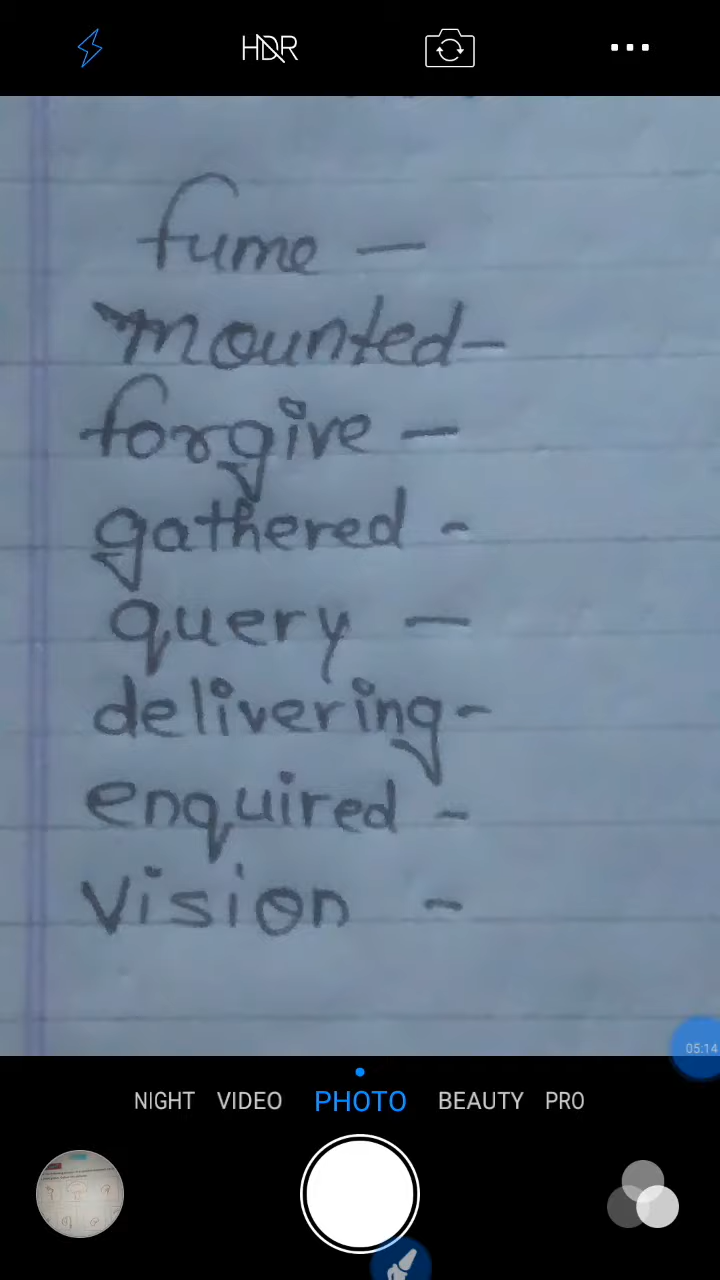 HDR
fume —
mounted-
forgive —
gathered -
query —
delivering-
enquired -
Vision -
05:14
NIGHT VIDEO PHOTO BEAUTY PRO